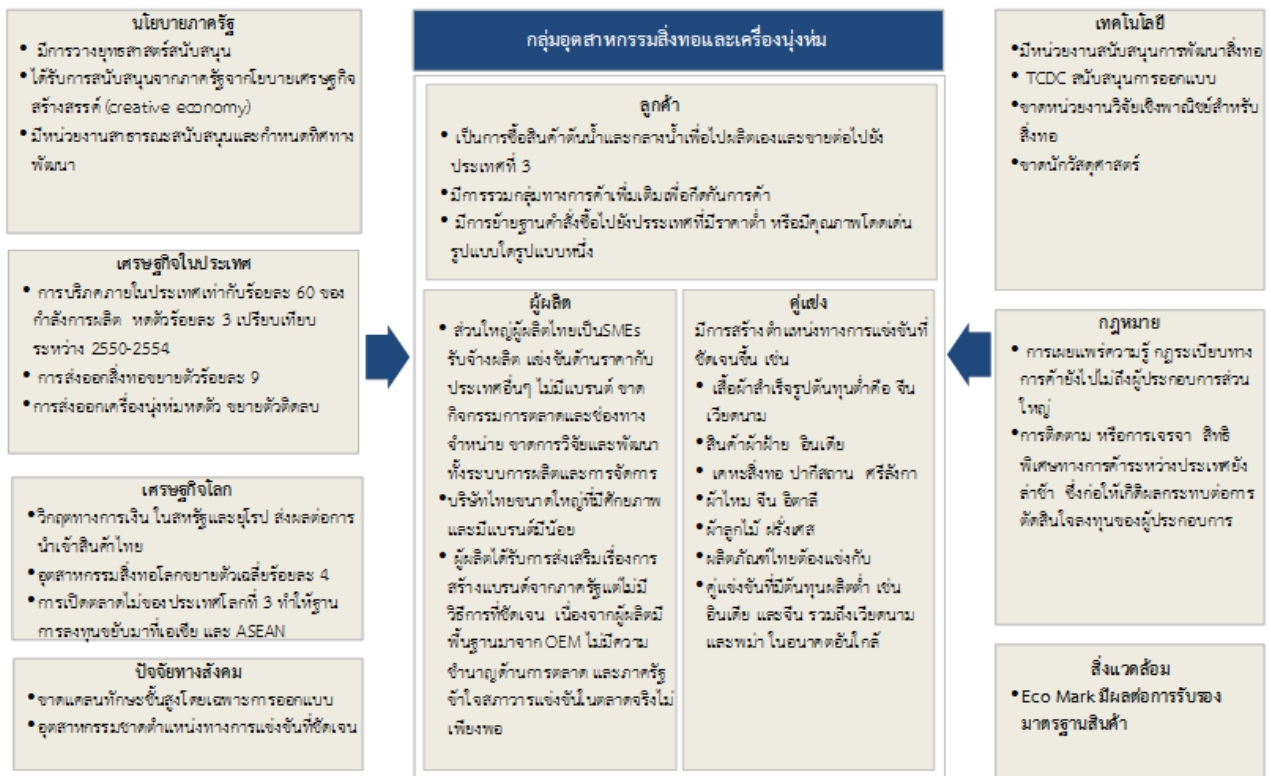 นโยบายภาครัฐ
• มีการวางยุทธศาสตร์สนับสนุน
• ได้รับการสนับสนุนจากภาครัฐจากนโยบายเศรษฐกิจ
สร้างสรรค์ (creative economy)
• มีหน่วยงานสาธารณะสนับสนุนและกำหนดทิศทาง
พัฒนา
เศรษฐกิจในประเทศ
• การบริโภคภายในประเทศเท่ากับร้อยละ 60 ของ
กำลังการผลิต หดตัวร้อยละ 3 เปรียบเทียบ
ระหว่าง 2550-2554
• การส่งออกสิ่งทอขยายตัวร้อยละ 9
• การส่งออกเครื่องนุ่งห่มหดตัว ขยายตัวติดลบ
เศรษฐกิจโลก
• วิกฤตทางการเงิน ในสหรัฐและยุโรป ส่งผลต่อการ
นำเข้าสินค้าไทย
• อุตสาหกรรมสิ่งทอโลกขยายตัวเฉลี่ยร้อยละ 4
• การเปิดตลาดไม่ของประเทศโลกที่ 3 ทำให้ฐาน
การลงทุนขยับมาที่เอเชีย และ ASEAN
ปัจจัยทางสังคม
• ขาดแคลนทักษะชั้นสูงโดยเฉพาะการออกแบบ
• อุตสาหกรรมขาดตำแหน่งทางการแข่งขันที่ชัดเจน
กลุ่มอุตสาหกรรมสิ่งทอและเครื่องนุ่งห่ม
ลูกค้า
• เป็นการซื้อสินค้าต้นน้ำและกลางน้ำเพื่อไปผลิตเองและขายต่อไปยัง
ประเทศที่ 3
• มีการรวมกลุ่มทางการค้าเพิ่มเติมเพื่อกีดกันการค้า
• มีการย้ายฐานคำสั่งซื้อไปยังปรระเทศที่มีราคาต่ำ หรือมีคุณภาพโดดเด่น
รูปแบบใดรูปแบบหนึ่ง
ผู้ผลิต
• ส่วนใหญ่ผู้ผลิตไทยเป็นSMEs
รับจ้างผลิต แข่งขันด้านราคากับ
ประเทศอื่นๆ ไม่มีแบรนด์ ขาด
กิจกรรมการตลาดและช่องทาง
จำหน่าย ขาดการวิจัยและพัฒนา
ทั้งระบบการผลิตและการจัดการ
• บริษัทไทยขนาดใหญ่ที่มีศักยภาพ
และมีแบรนด์มีน้อย
• ผู้ผลิตได้รับการส่งเสริมเรื่องการ
สร้างแบรนด์จากภาครัฐแต่ไม่มี
วิธีการที่ชัดเจน เนื่องจากผู้ผลิตมี
พื้นฐานมาจาก OEM ไม่มีความ
ชำนาญด้านการตลาด และภาครัฐ
เข้าใจสภาวการแข่งขันในตลาดจริงไม่
เพียงพอ
คู่แข่ง
มีการสร้างตำแหน่งทางการแข่งขันที่
ชัดเจนขึ้น เช่น
• เสื้อผ้าสำเร็จรูปต้นทุนต่ำคือ จีน
เวียดนาม
• สินค้าผ้าฝ้าย อินเดีย
• เคหะสิ่งทอ ปากีสถาน ศรีลังกา
• ผ้าไหม จีน อิตาลี
• ผ้าลูกไม้ ฝรั่งเศส
• ผลิตภัณฑ์ไทยต้องแข่งกับ
• คู่แข่งขันที่มีต้นทุนผลิตต่ำ เช่น
อินเดีย และจีน รวมถึงเวียดนาม
และพม่า ในอนาคตอันใกล้
เทคโนโลยี
• มีหน่วยงานสนับสนุนการพัฒนาสิ่งทอ
• TCDC สนับสนุนการออกแบบ
• ขาดหน่วยงานวิจัยเชิงพาณิชย์สำหรับ
สิ่งทอ
• ขาดนักวัสดุศาสตร์
กฎหมาย
• การเผยแพร่ความรู้ กฎระเบียบทาง
การค้ายังไปไม่ถึงผู้ประกอบการส่วน
ใหญ่
• การติดตาม หรือการเจรจา สิทธิ
พิเศษทางการค้าระหว่างประเทศยัง
ล่าช้า ซึ่งก่อให้เกิดผลกระทบต่อการ
ตัดสินใจลงทุนของผู้ประกอบการ
สิ่งแวดล้อม
• Eco Mark มีผลต่อการรับรอง
มาตรฐานสินค้า